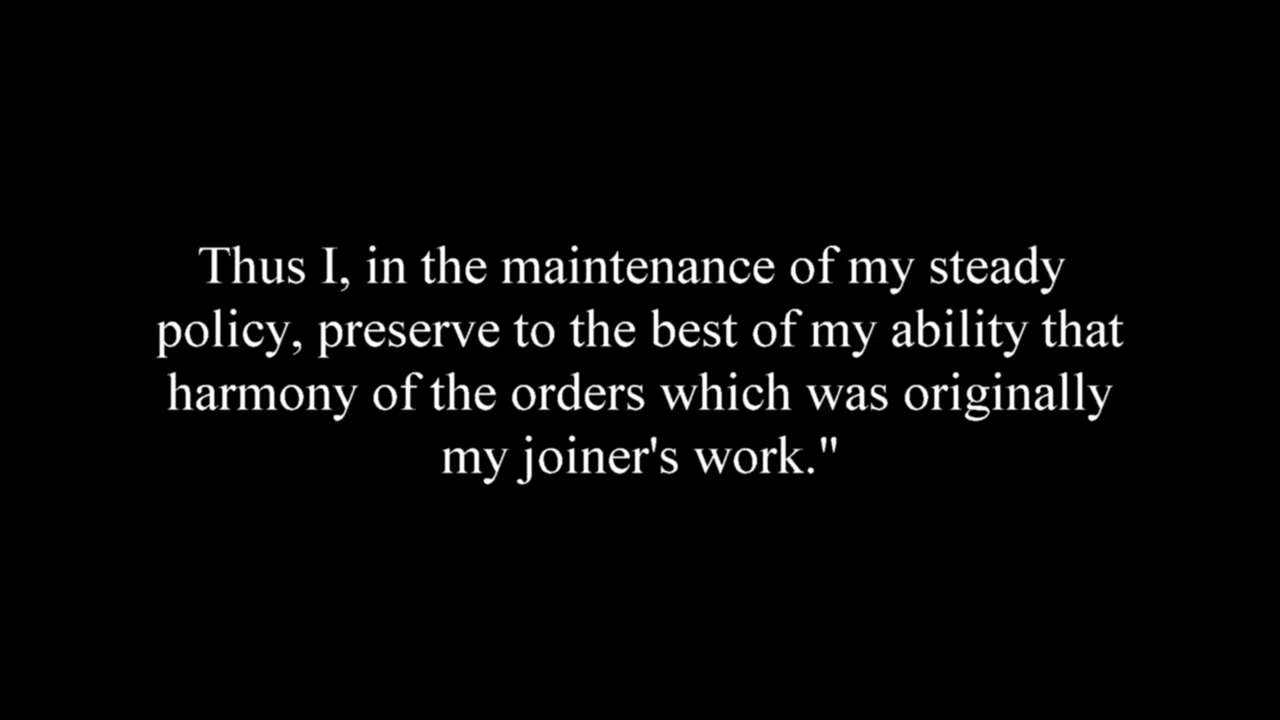 Thus I, in the maintenance of my steady
policy, preserve to the best of my ability that
harmony of the orders which was originally
my joiner's work."